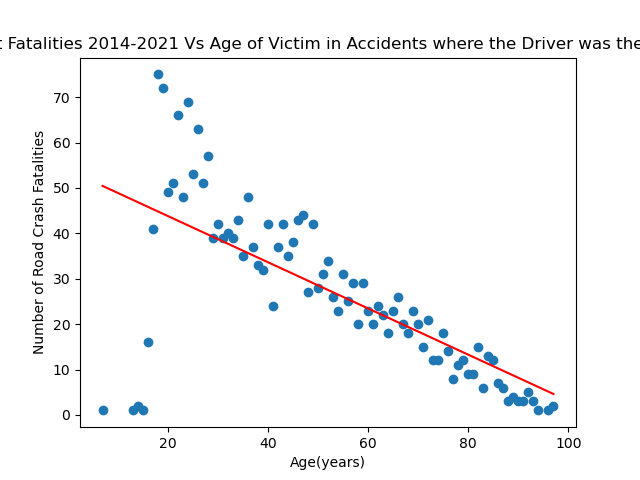 Fatalities 2014-2021 Vs Age of Victim in Accidents where the Driver was the
Number of Road Crash Fatalities
70
60
50
40
30
20
10
0
20 40 60 80 100
Age(years)